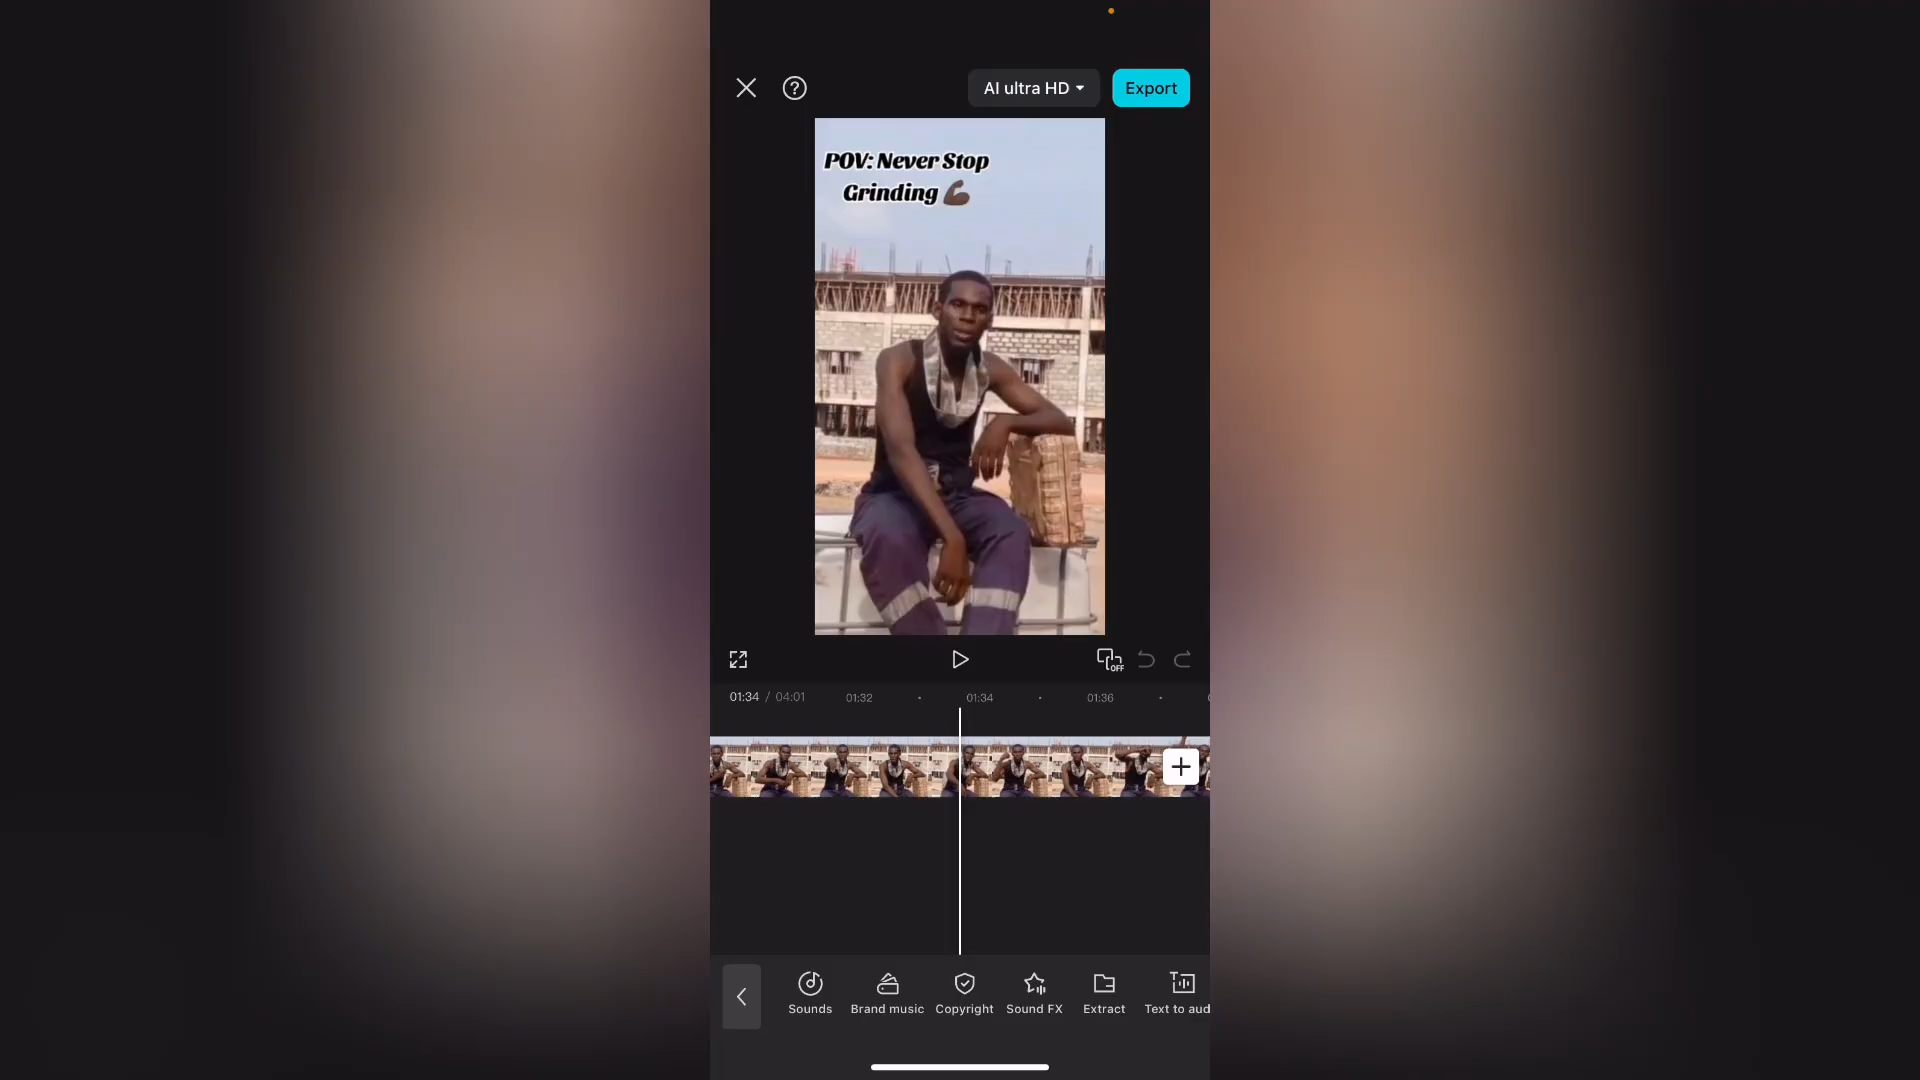 AI ultra HD
Export
POV: Never Stop
Grinding 💪🏿
OFF
01:34 / 04:01
01:32
01:34
01:36
Sounds
Brand music
Copyright
Sound FX
Extract
Text to aud